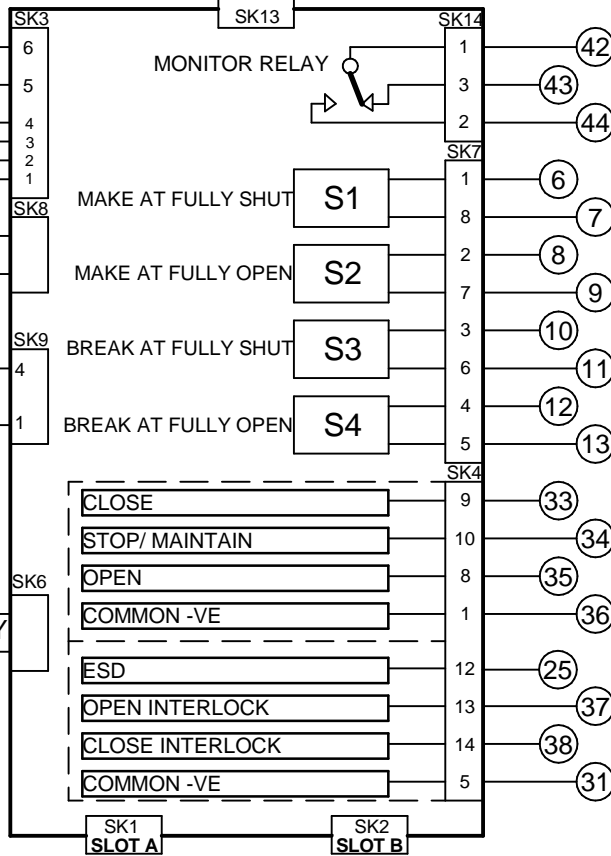 SK3
SK13
SK14
6
MONITOR RELAY
1
42
5
3
43
4
2
44
3
2
1
SK7
MAKE AT FULLY SHUT
S1
1
6
8
7
SK8
MAKE AT FULLY OPEN
S2
2
8
7
9
SK9
BREAK AT FULLY SHUT
S3
3
10
4
6
11
1
BREAK AT FULLY OPEN
S4
4
12
5
13
SK4
CLOSE
9
33
STOP/ MAINTAIN
10
34
SK6
OPEN
8
35
COMMON -VE
1
36
Y
ESD
12
25
OPEN INTERLOCK
13
37
CLOSE INTERLOCK
14
38
COMMON -VE
5
31
SK1
SLOT A
SK2
SLOT B